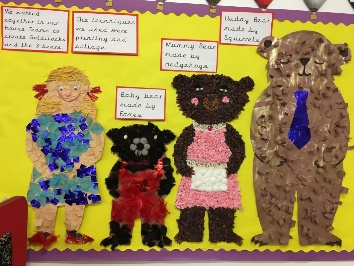 We worked
together in our
house teams to
create Goldilocks
and the 3 bears.
The techniques
we used were
printing and
collage.
Baby bear
made by
Foxes
Mummy Bear
made by
Hedgehogs
Daddy Bear
made by
Squirrels